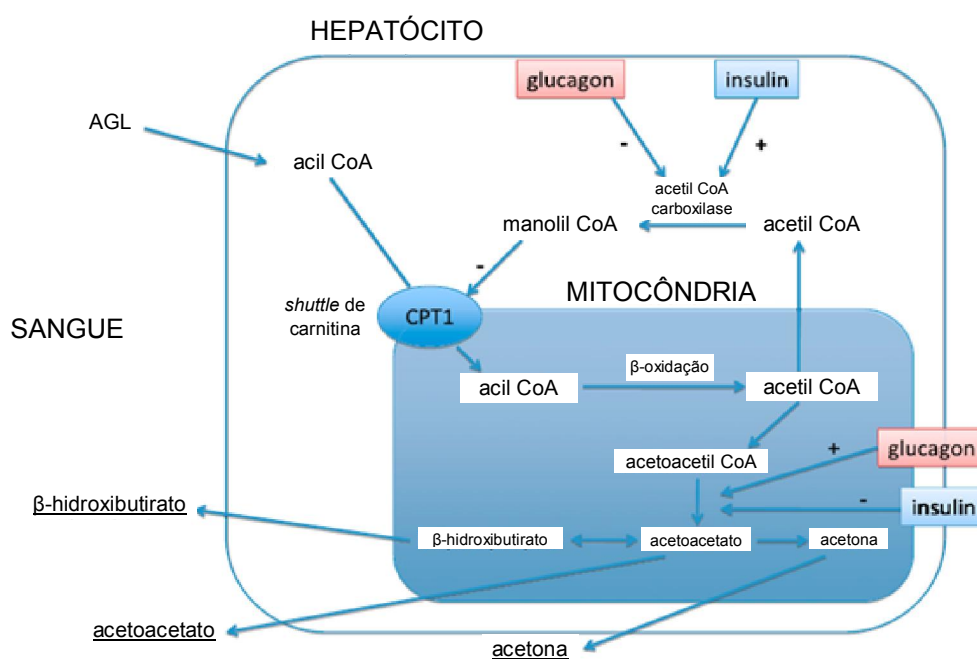 HEPATÓCITO
glucagon
insulin
AGL
acil CoA
-
+
acetil CoA
carboxilase
manolil CoA
acetil CoA
-
shuttle de
carnitina
CPT1
MITOCÔNDRIA
SANGUE
acil CoA
β-oxidação
acetil CoA
acetoacetil CoA
+
glucagon
-
insulin
β-hidroxibutirato
β-hidroxibutirato
acetoacetato
acetona
acetoacetato
acetona